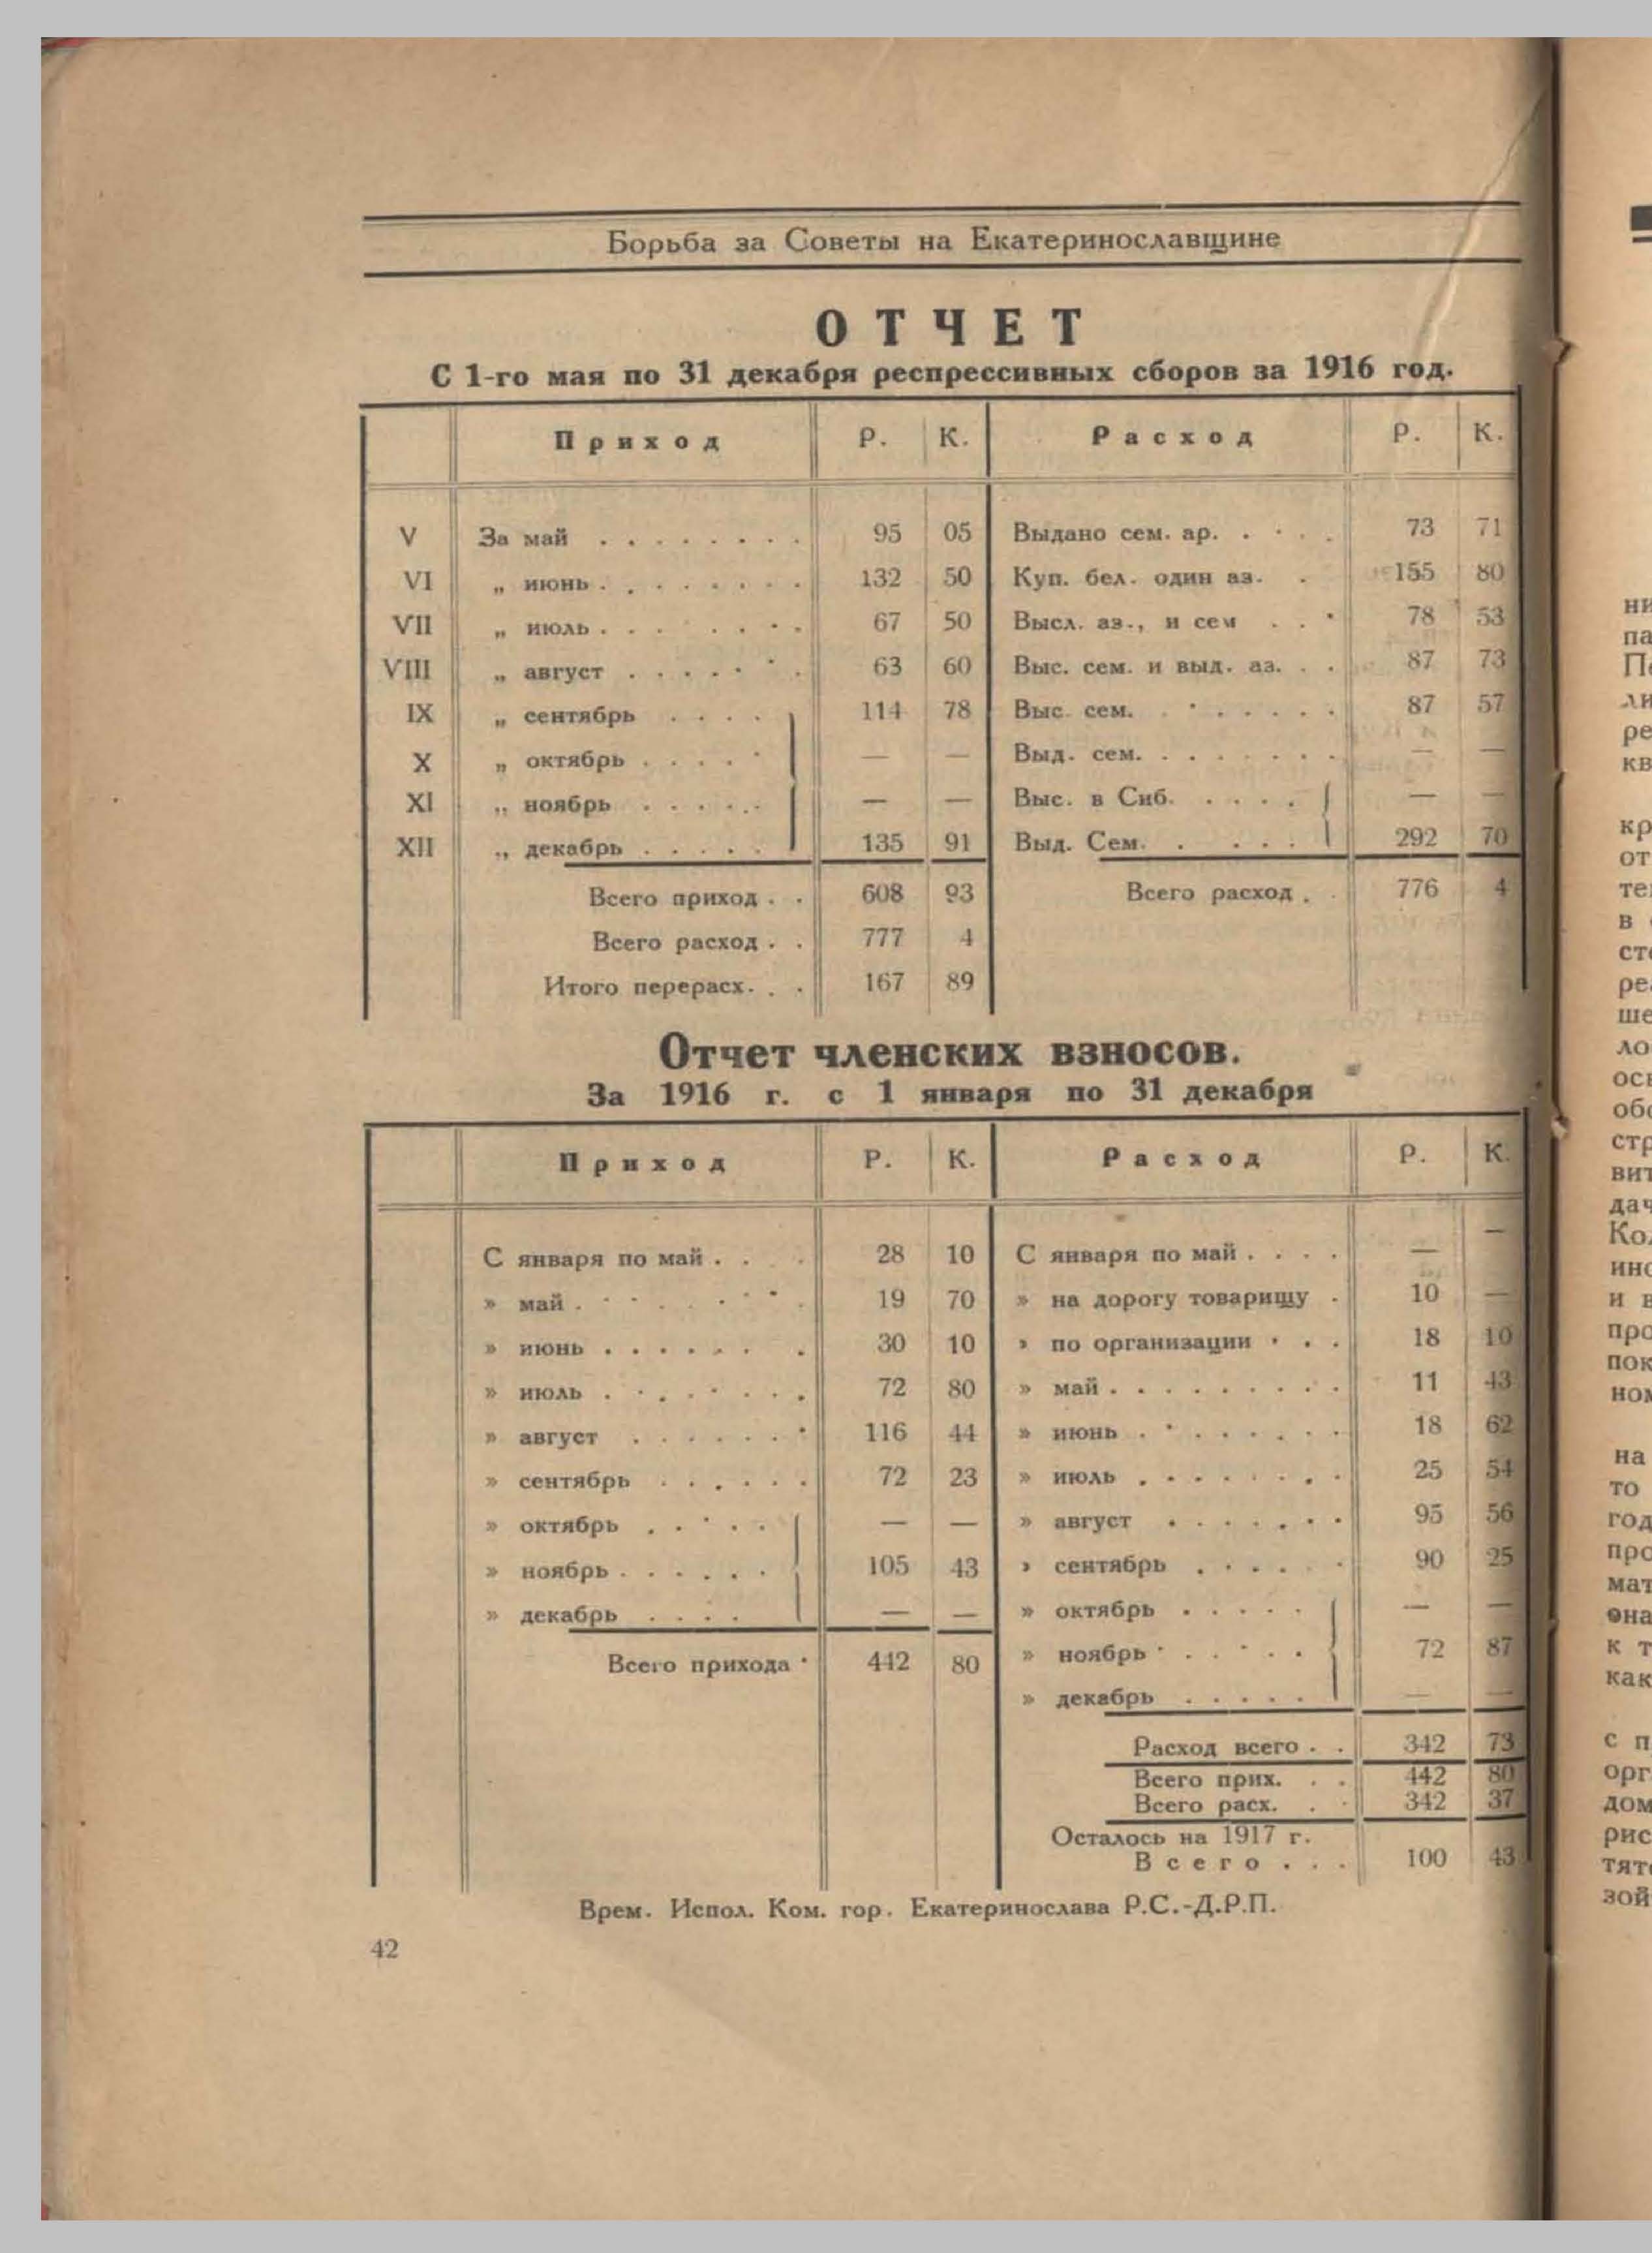 Борьба за Советы на Екатеринославщине
ОТЧЕТ
С 1-го мая по 31 декабря респрессивных сборов за 1916 год.
Приход Р. К. Расход Р. К.
V За май . . . . . . . . 95 05 Выдано сем. ар. . . . . 73 71
VI „ июнь . . . . . . . . 132 50 Куп. бел. один аз. . 155 80
VII „ июль . . . . . . . . 67 50 Высл. аз., и сем . . . 78 53
VIII „ август . . . . . . . 63 60 Выс. сем. и выд. аз. . . 87 73
IX „ сентябрь . . . . 114 78 Выс. сем. . . . . . . . 87 57
X „ октябрь . . . . . — — Выд. сем. . . . . . . . — —
XI „ ноябрь . . . . . — — Выс. в Сиб. . . . . — —
XII „ декабрь . . . . . 135 91 Выд. Сем. . . . . 292 70
Всего приход . . 608 93 Всего расход . . 776 4
Всего расход . . 777 4
Итого перерасх. . . 167 89
Отчет членских взносов.
За 1916 г. с 1 января по 31 декабря
Приход Р. К. Расход Р. К.
С января по май . . . 28 10 С января по май . . . . — —
» май . . . . . . . . 19 70 » на дорогу товарищу . 10 —
» июнь . . . . . . . 30 10 › по организации . . . 18 10
» июль . . . . . . . . 72 80 » май . . . . . . . . . 11 43
» август . . . . . . . 116 44 » июнь . . . . . . . . 18 62
» сентябрь . . . . . . 72 23 » июль . . . . . . . . 25 54
» октябрь . . . . . — — » август . . . . . . . 95 56
» ноябрь . . . . . . 105 43 › сентябрь . . . . . . 90 25
» декабрь . . . . — — » октябрь . . . . . — —
Всего прихода . 442 80 » ноябрь . . . . . . 72 87
» декабрь . . . . . — —
Расход всего . . 342 73
Всего прих. . . 442 80
Всего расх. . . 342 37
Осталось на 1917 г.
Всего . . . 100 43
Врем. Испол. Ком. гор. Екатеринослава Р.С.-Д.Р.П.
42